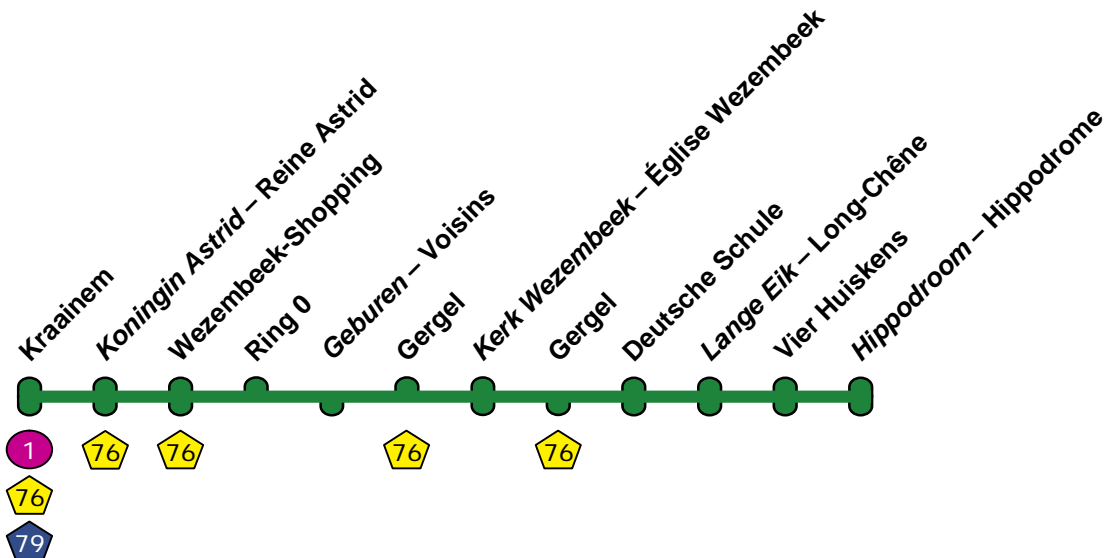 Kraainem
Koningin Astrid – Reine Astrid
Wezembeek-Shopping
Ring 0
Geburen – Voisins
Gergel
Kerk Wezembeek – Église Wezembeek
Gergel
Deutsche Schule
Lange Eik – Long-Chêne
Vier Huiskens
Hippodroom – Hippodrome
1
76
76
76
76
76
79